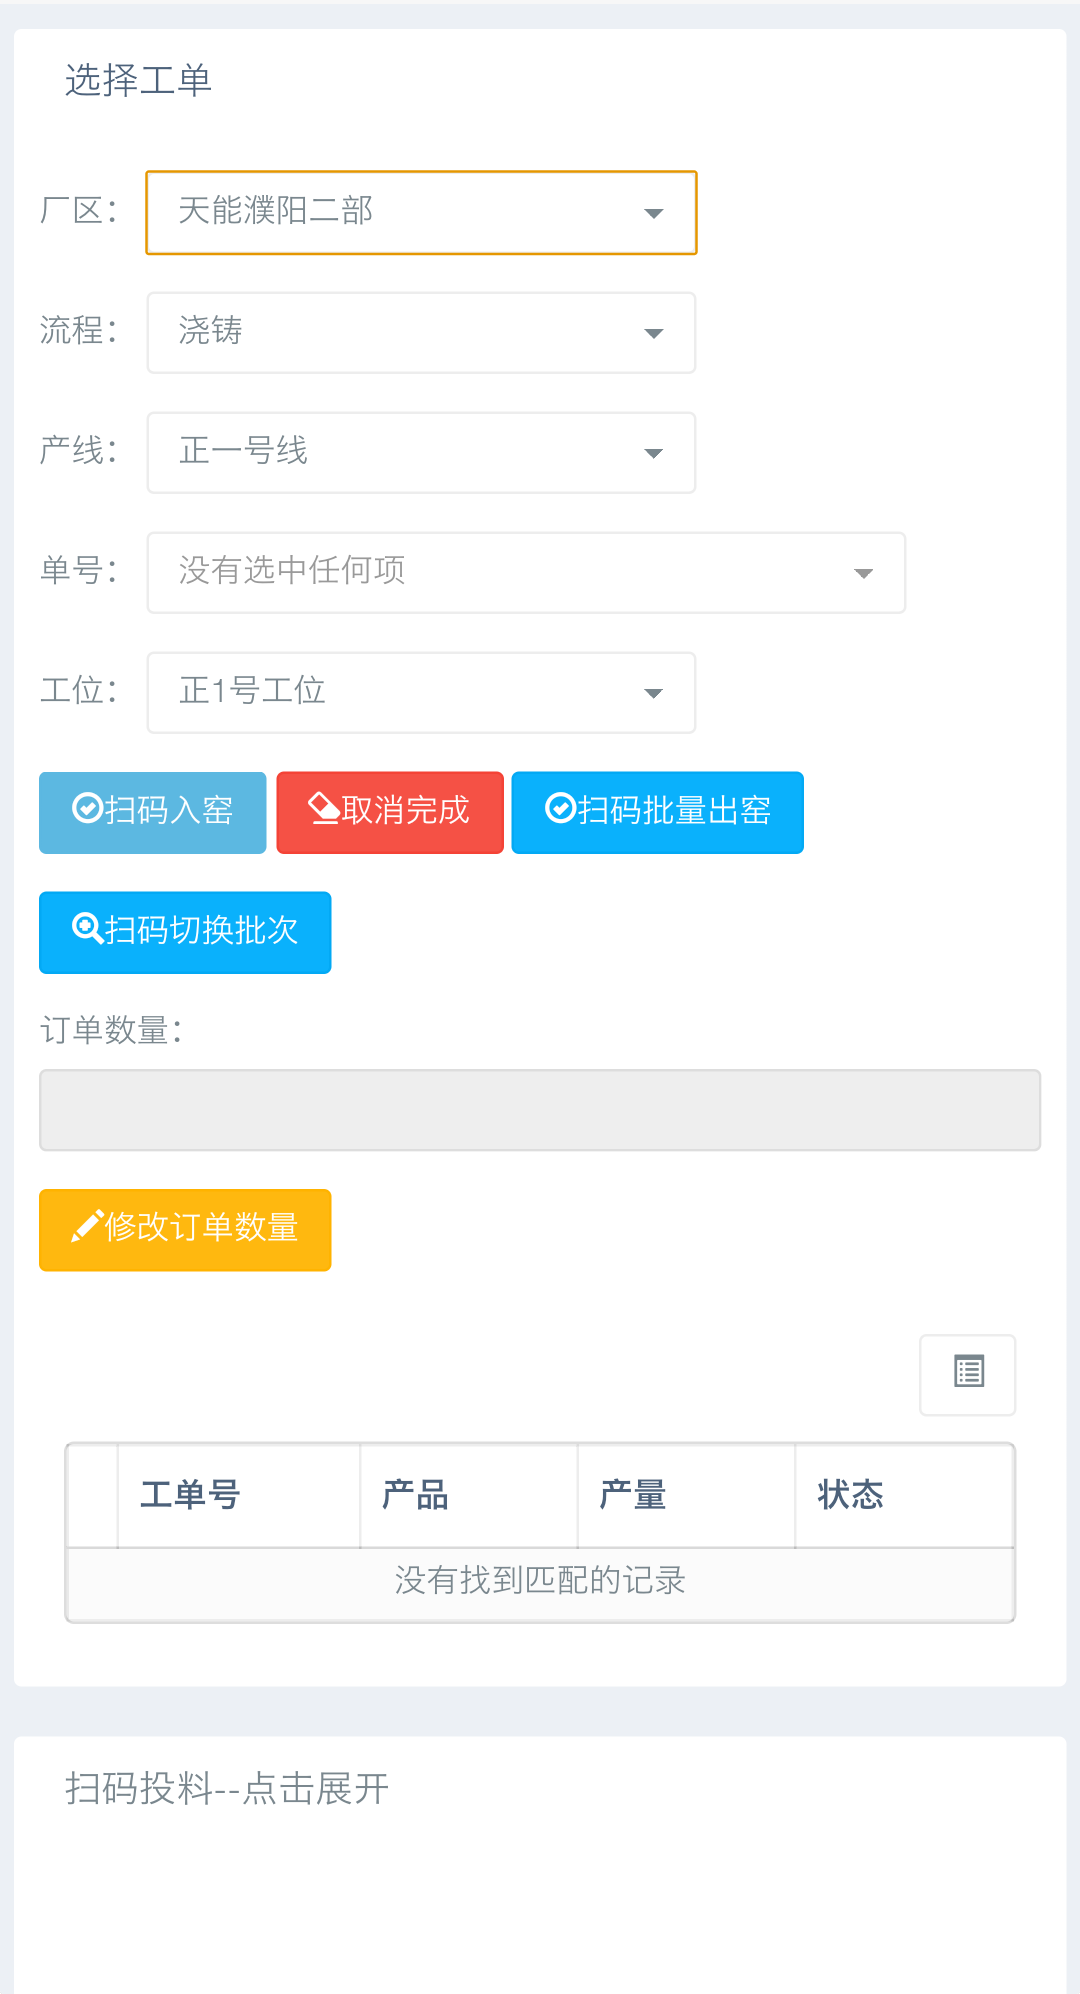 选择工单
厂区： 天能濮阳二部
流程： 浇铸
产线： 正一号线
单号： 没有选中任何项
工位： 正1号工位
扫码入窑 取消完成 扫码批量出窑
扫码切换批次
订单数量：
修改订单数量
工单号 产品 产量 状态
没有找到匹配的记录
扫码投料--点击展开